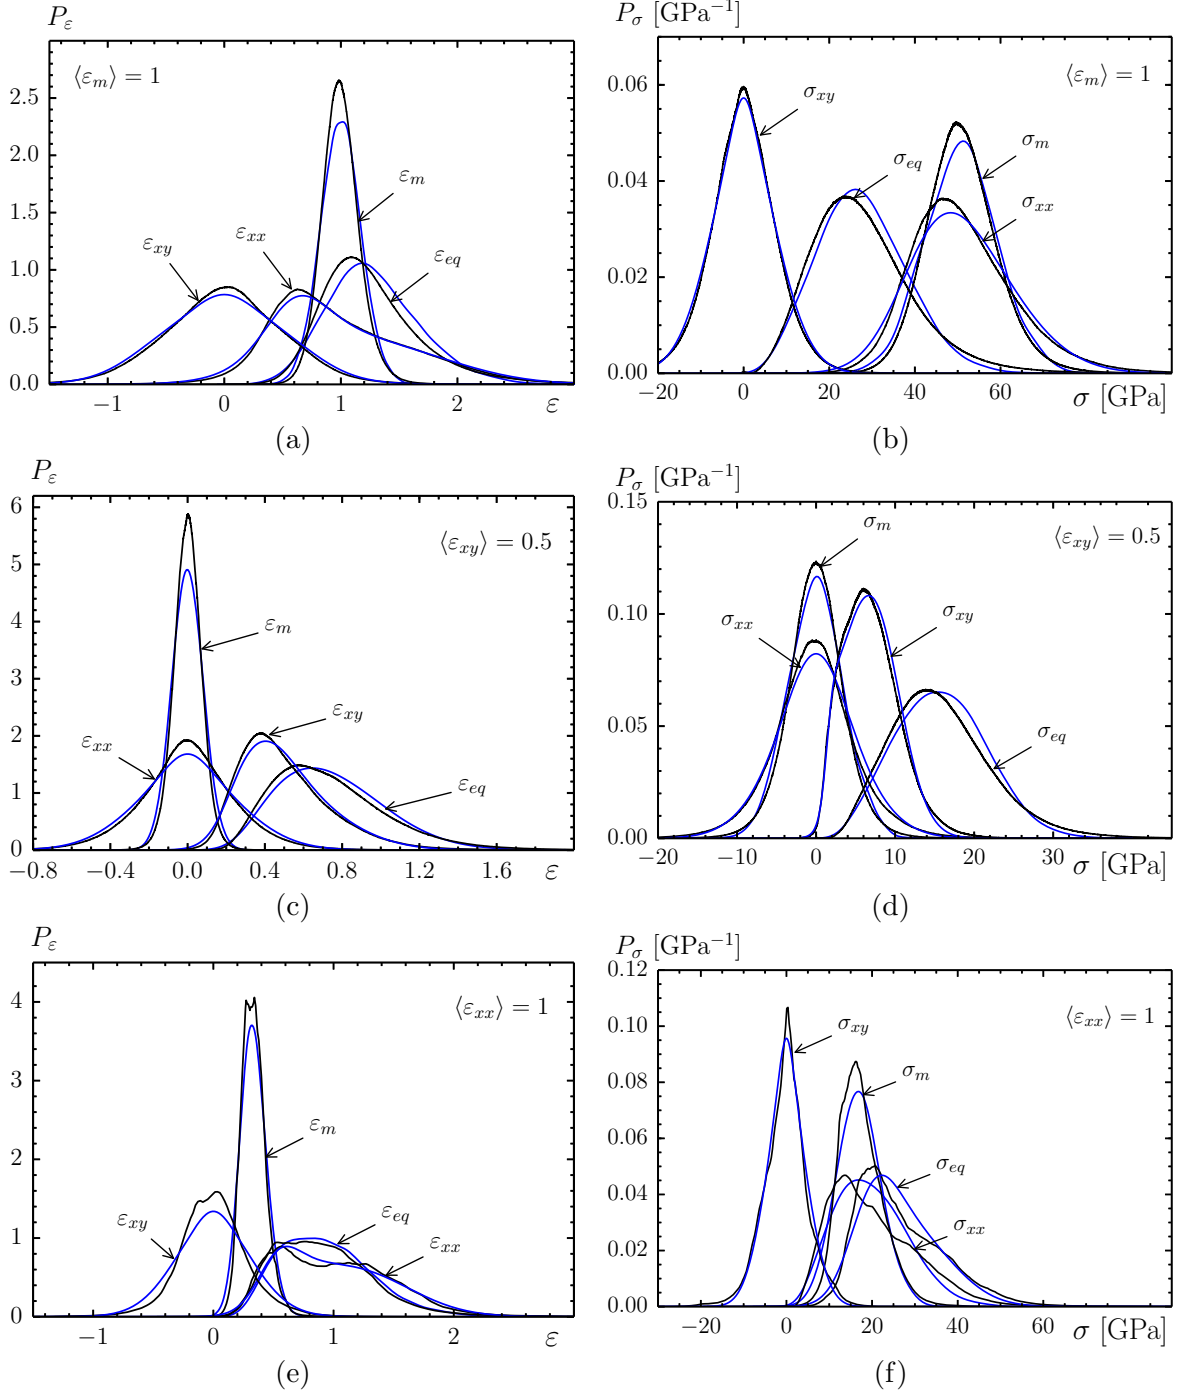 P_ε
⟨ε_m⟩ = 1
2.5
2.0
1.5
1.0
0.5
0.0
ε_m
ε_xy
ε_xx
ε_eq
−1 0 1 2 ε
(a)
P_σ [GPa⁻¹]
⟨ε_m⟩ = 1
0.06
0.04
0.02
0.00
σ_xy
σ_eq
σ_m
σ_xx
−20 0 20 40 60 σ [GPa]
(b)
P_ε
⟨ε_xy⟩ = 0.5
6
5
4
3
2
1
0
ε_m
ε_xy
ε_xx
ε_eq
−0.8 −0.4 0.0 0.4 0.8 1.2 1.6 ε
(c)
P_σ [GPa⁻¹]
⟨ε_xy⟩ = 0.5
0.15
0.10
0.05
0.00
σ_m
σ_xx
σ_xy
σ_eq
−20 −10 0 10 20 30 σ [GPa]
(d)
P_ε
⟨ε_xx⟩ = 1
4
3
2
1
0
ε_m
ε_xy
ε_eq
ε_xx
−1 0 1 2 ε
(e)
P_σ [GPa⁻¹]
⟨ε_xx⟩ = 1
0.12
0.10
0.08
0.06
0.04
0.02
0.00
σ_xy
σ_m
σ_eq
σ_xx
−20 0 20 40 60 σ [GPa]
(f)